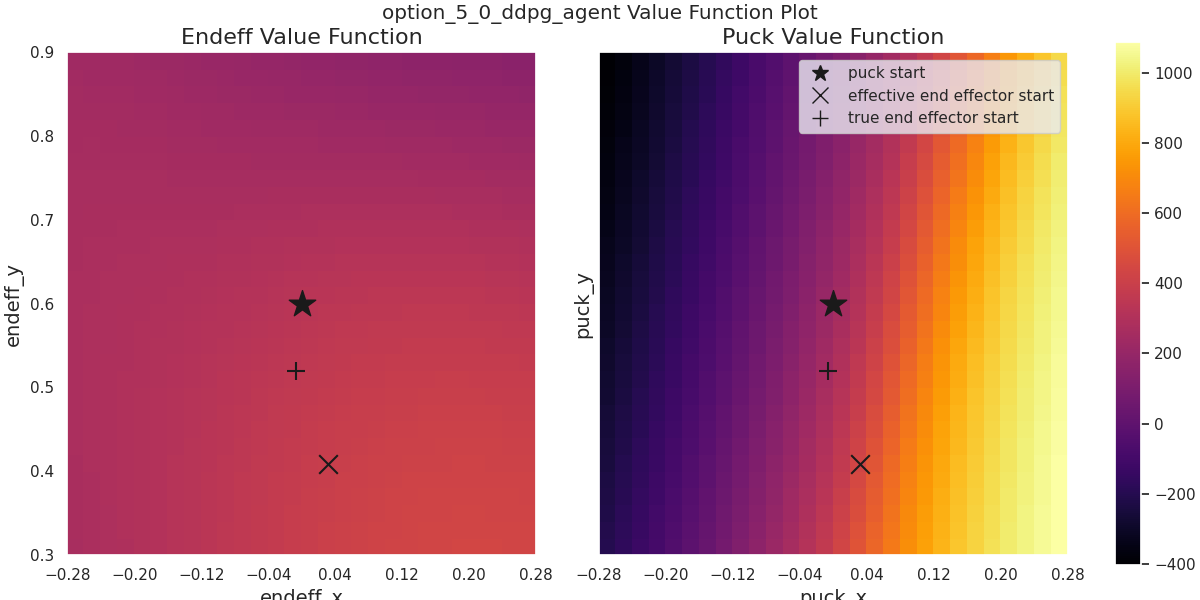 option_5_0_ddpg_agent Value Function Plot
Endeff Value Function
Puck Value Function
puck start
effective end effector start
true end effector start
0.9
0.8
0.7
0.6
0.5
0.4
0.3
endeff_y
−0.28 −0.20 −0.12 −0.04 0.04 0.12 0.20 0.28
endeff_x
puck_y
−0.28 −0.20 −0.12 −0.04 0.04 0.12 0.20 0.28
puck_x
1000
800
600
400
200
0
−200
−400